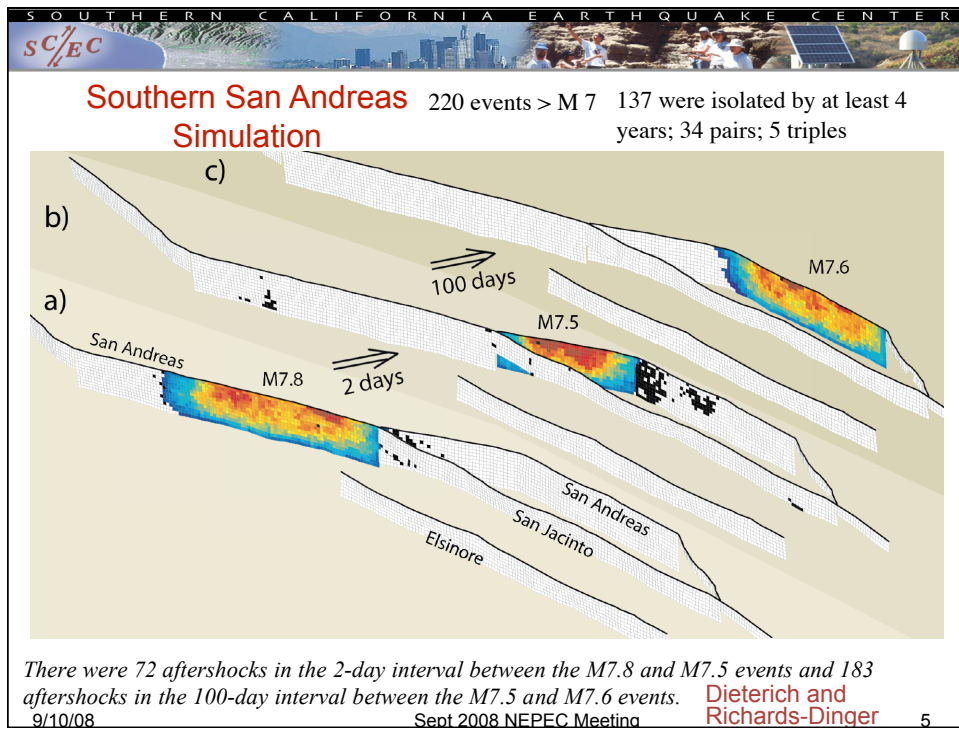 SOUTHERN CALIFORNIA EARTHQUAKE CENTER
SC/EC
Southern San Andreas
Simulation
220 events > M 7
137 were isolated by at least 4
years; 34 pairs; 5 triples
c)
b)
a)
100 days
M7.6
M7.5
2 days
San Andreas
M7.8
San Andreas
San Jacinto
Elsinore
There were 72 aftershocks in the 2-day interval between the M7.8 and M7.5 events and 183
aftershocks in the 100-day interval between the M7.5 and M7.6 events.
Dieterich and
Richards-Dinger
9/10/08
Sept 2008 NEPEC Meeting
5